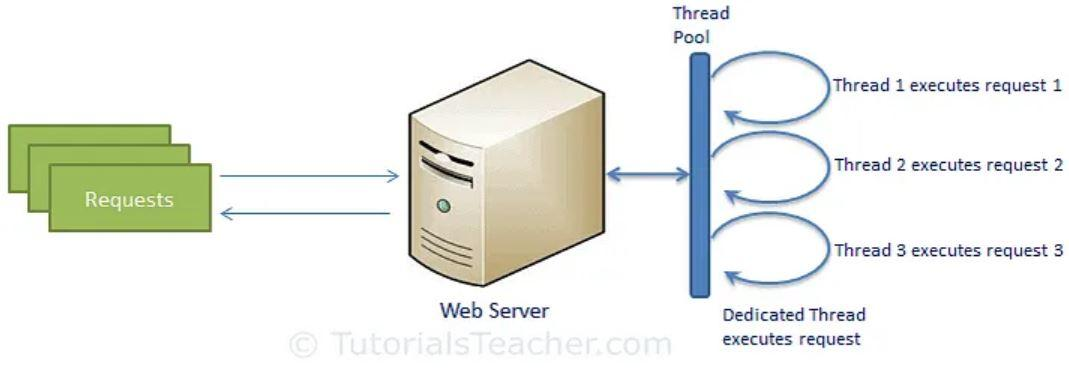 Thread
Pool
Thread 1 executes request 1
Thread 2 executes request 2
Requests
Thread 3 executes request 3
Web Server
Dedicated Thread
executes request
© TutorialsTeacher.com